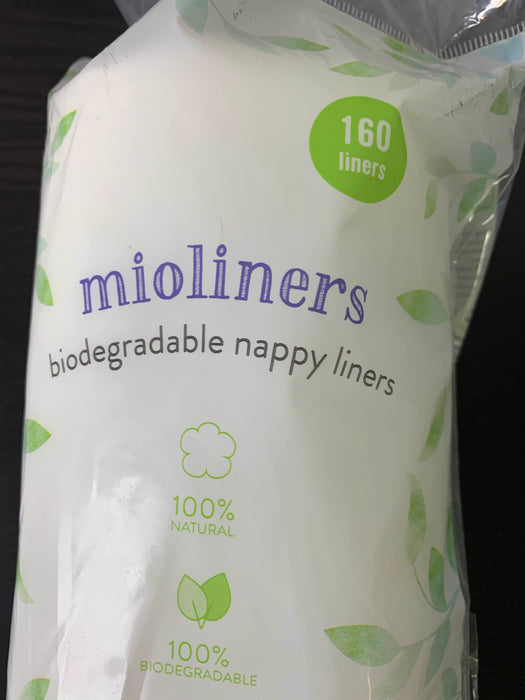 160
liners
mioliners
biodegradable nappy liners
100%
NATURAL
100%
BIODEGRADABLE